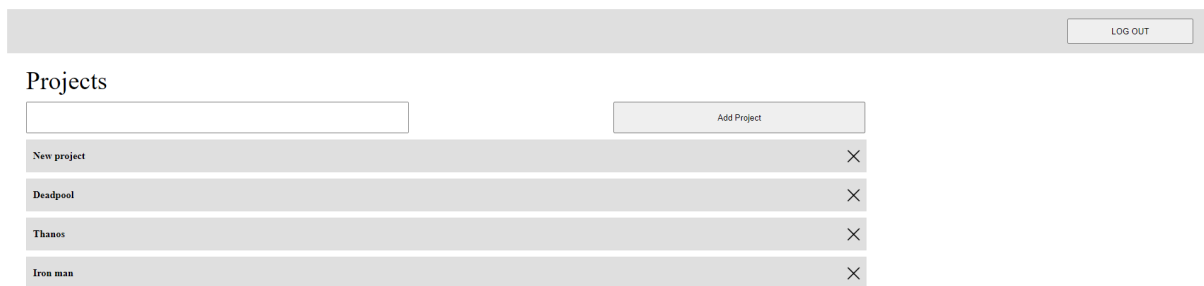 LOG OUT
Projects
Add Project
New project
Deadpool
Thanos
Iron man